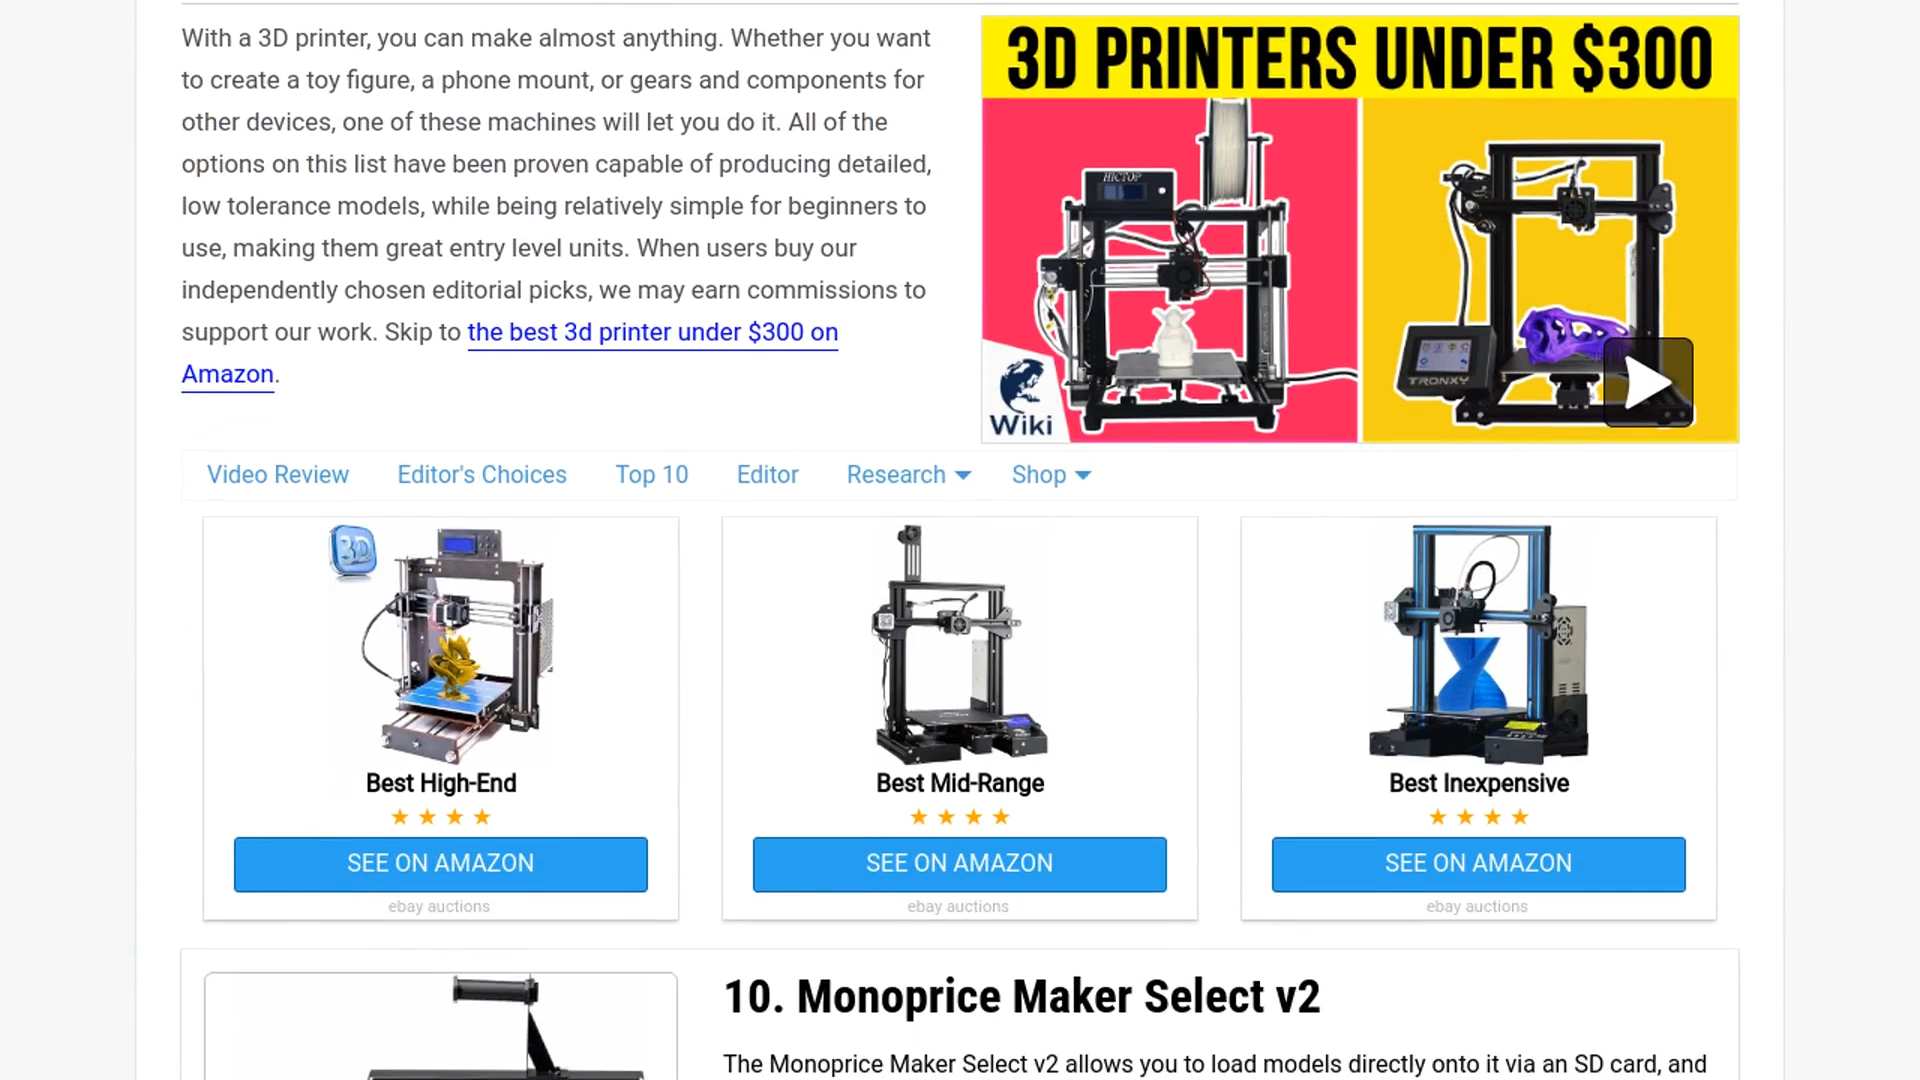 With a 3D printer, you can make almost anything. Whether you want
to create a toy figure, a phone mount, or gears and components for
other devices, one of these machines will let you do it. All of the
options on this list have been proven capable of producing detailed,
low tolerance models, while being relatively simple for beginners to
use, making them great entry level units. When users buy our
independently chosen editorial picks, we may earn commissions to
support our work. Skip to the best 3d printer under $300 on
Amazon.
3D PRINTERS UNDER $300
HICTOP
TRONXY
Wiki
Video Review Editor's Choices Top 10 Editor Research Shop
3D
Best High-End
SEE ON AMAZON
ebay auctions
Best Mid-Range
SEE ON AMAZON
ebay auctions
Best Inexpensive
SEE ON AMAZON
ebay auctions
10. Monoprice Maker Select v2
The Monoprice Maker Select v2 allows you to load models directly onto it via an SD card, and